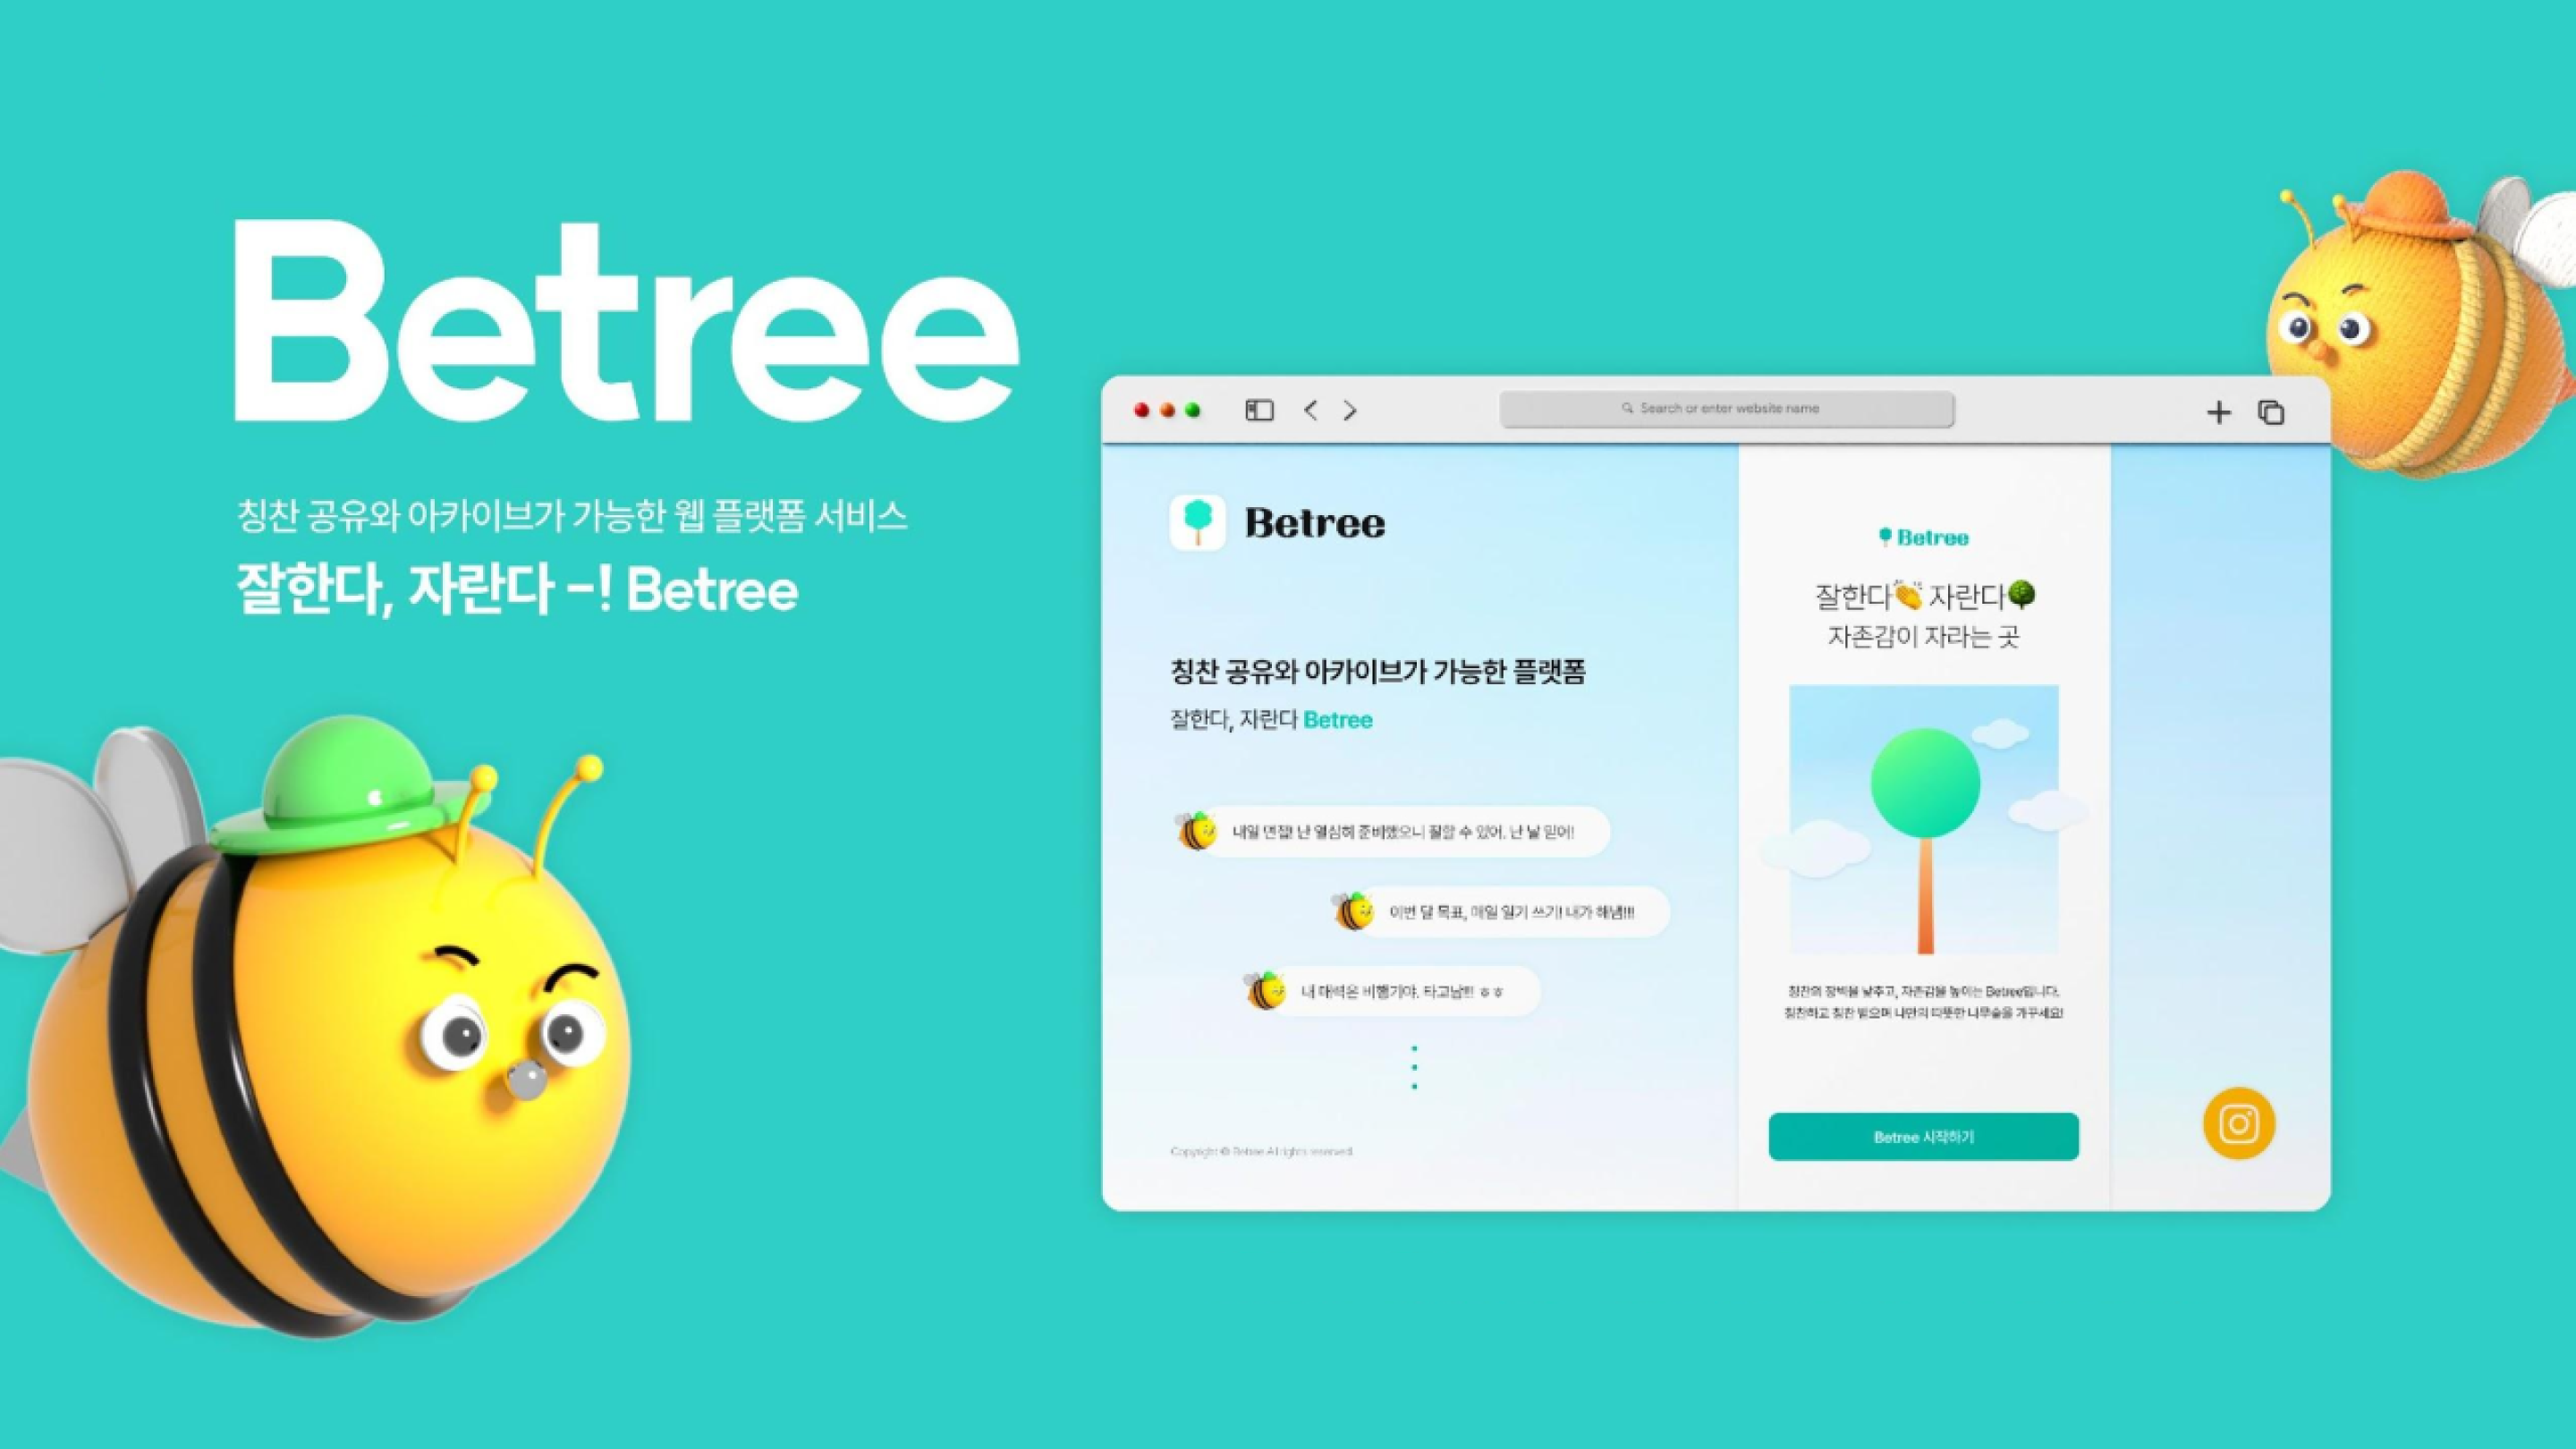 Betree
칭찬 공유와 아카이브가 가능한 웹 플랫폼 서비스
잘한다, 자란다 –! Betree
Search or enter website name
Betree
칭찬 공유와 아카이브가 가능한 플랫폼
잘한다, 자란다 Betree
내일 면접! 난 열심히 준비했으니 잘할 수 있어. 난 날 믿어!
이번 달 목표, 매일 일기 쓰기! 내가 해냄!!!
내 매력은 비행기야. 타고남!!! ㅎㅎ
Copyright © Betree All rights reserved.
Betree
잘한다👏 자란다🌳
자존감이 자라는 곳
칭찬의 장벽을 낮추고, 자존감을 높이는 Betree입니다.
칭찬하고 칭찬 받으며 나만의 따뜻한 나무숲을 가꾸세요!
Betree 시작하기